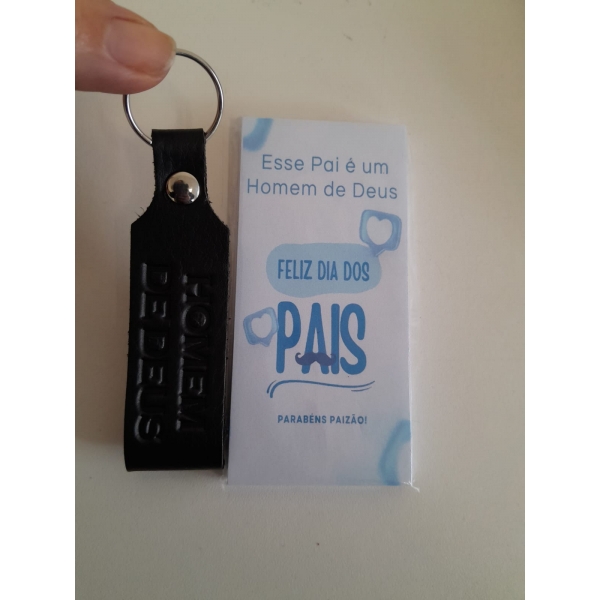 HOMEM
DE DEUS
Esse Pai é um
Homem de Deus
FELIZ DIA DOS
PAIS
PARABÉNS PAIZÃO!